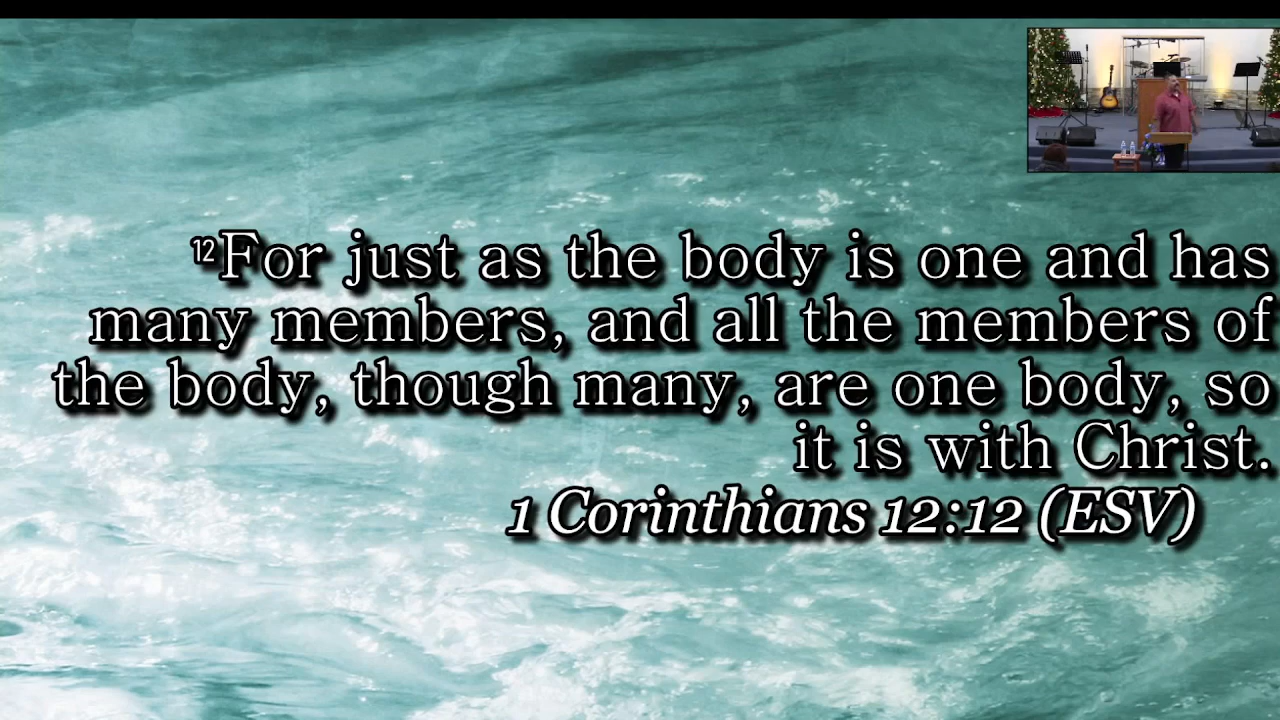 12For just as the body is one and has
many members, and all the members of
the body, though many, are one body, so
it is with Christ.
1 Corinthians 12:12 (ESV)